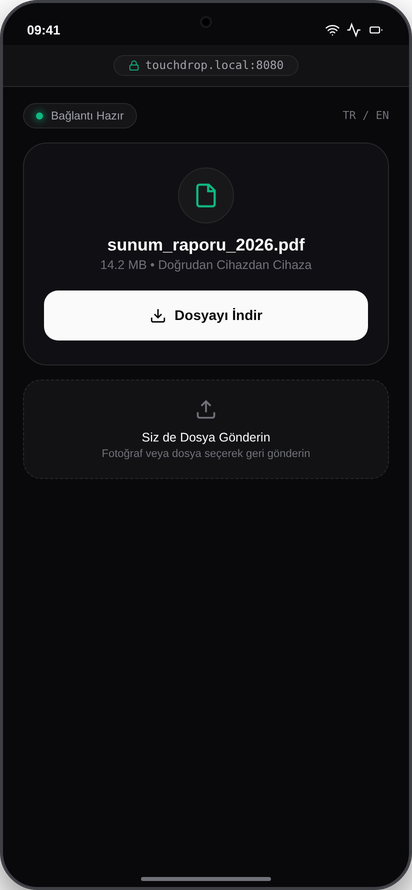 09:41
touchdrop.local:8080
Bağlantı Hazır
TR / EN
sunum_raporu_2026.pdf
14.2 MB • Doğrudan Cihazdan Cihaza
Dosyayı İndir
Siz de Dosya Gönderin
Fotoğraf veya dosya seçerek geri gönderin